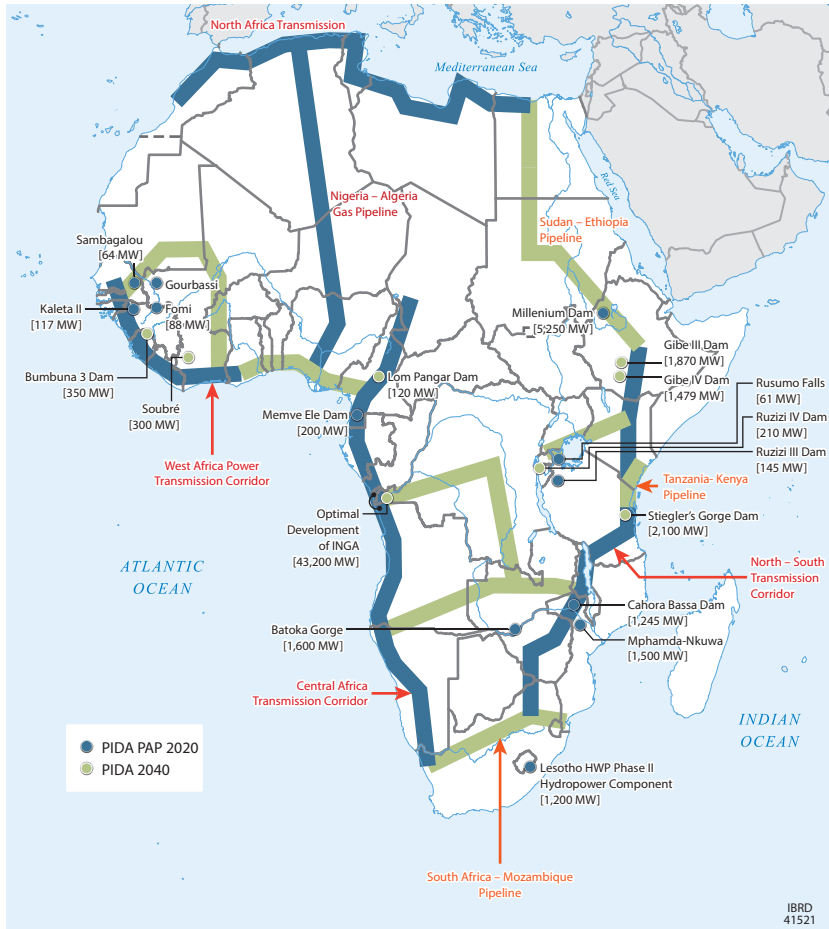 North Africa Transmission
Mediterranean Sea
Red Sea
Nigeria – Algeria
Gas Pipeline
Sudan – Ethiopia
Pipeline
Sambagalou
[64 MW]
Gourbassi
Kaleta II
[117 MW]
Fomi
[88 MW]
Millenium Dam
[5,250 MW]
Gibe III Dam
[1,870 MW]
Gibe IV Dam
[1,479 MW]
Bumbuna 3 Dam
[350 MW]
Soubré
[300 MW]
Lom Pangar Dam
[120 MW]
Memve Ele Dam
[200 MW]
Rusumo Falls
[61 MW]
Ruzizi IV Dam
[210 MW]
Ruzizi III Dam
[145 MW]
West Africa Power
Transmission Corridor
Tanzania- Kenya
Pipeline
Optimal
Development
of INGA
[43,200 MW]
Stiegler’s Gorge Dam
[2,100 MW]
ATLANTIC
OCEAN
North – South
Transmission
Corridor
Cahora Bassa Dam
[1,245 MW]
Batoka Gorge
[1,600 MW]
Mphamda-Nkuwa
[1,500 MW]
Central Africa
Transmission Corridor
INDIAN
OCEAN
PIDA PAP 2020
PIDA 2040
Lesotho HWP Phase II
Hydropower Component
[1,200 MW]
South Africa – Mozambique
Pipeline
IBRD
41521